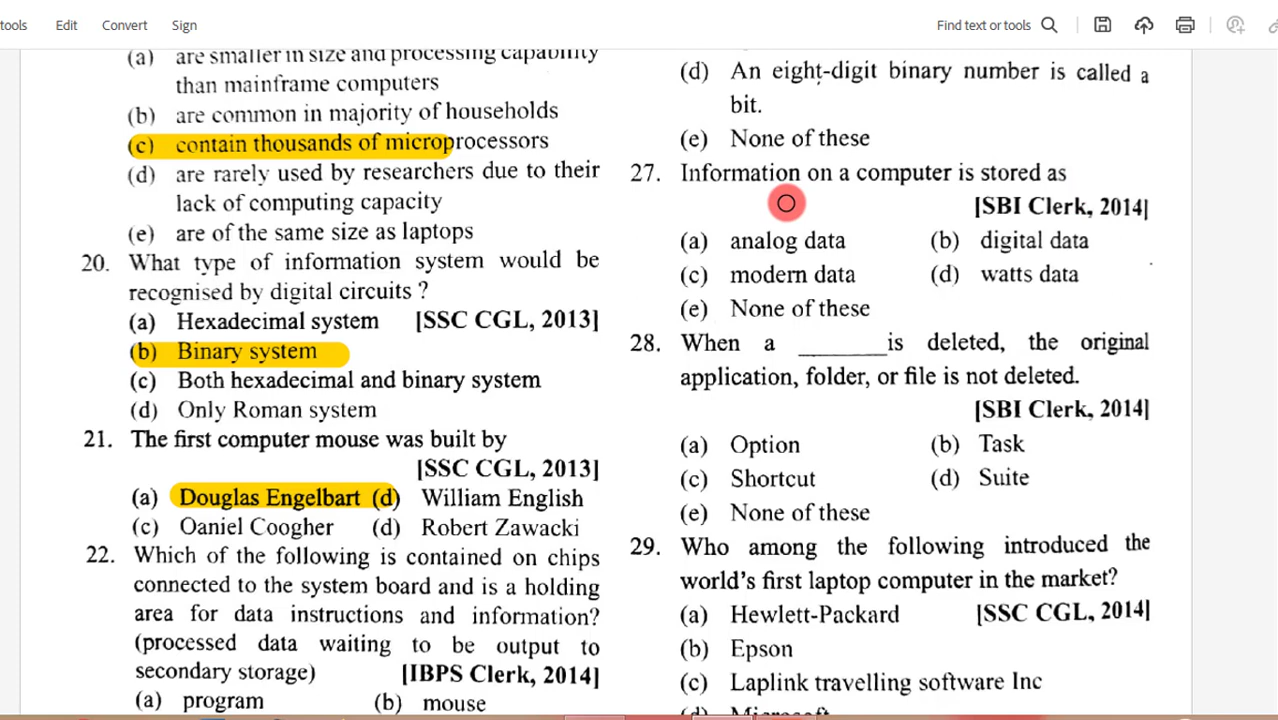 tools Edit Convert Sign Find text or tools
(a) are smaller in size and processing capability
than mainframe computers
(b) are common in majority of households
(c) contain thousands of microprocessors
(d) are rarely used by researchers due to their
lack of computing capacity
(e) are of the same size as laptops
20. What type of information system would be
recognised by digital circuits ?
(a) Hexadecimal system [SSC CGL, 2013]
(b) Binary system
(c) Both hexadecimal and binary system
(d) Only Roman system
21. The first computer mouse was built by
[SSC CGL, 2013]
(a) Douglas Engelbart (d) William English
(c) Oaniel Coogher (d) Robert Zawacki
22. Which of the following is contained on chips
connected to the system board and is a holding
area for data instructions and information?
(processed data waiting to be output to
secondary storage) [IBPS Clerk, 2014]
(a) program (b) mouse
(d) An eight-digit binary number is called a
bit.
(e) None of these
27. Information on a computer is stored as
[SBI Clerk, 2014]
(a) analog data (b) digital data
(c) modern data (d) watts data
(e) None of these
28. When a ______ is deleted, the original
application, folder, or file is not deleted.
[SBI Clerk, 2014]
(a) Option (b) Task
(c) Shortcut (d) Suite
(e) None of these
29. Who among the following introduced the
world's first laptop computer in the market?
(a) Hewlett-Packard [SSC CGL, 2014]
(b) Epson
(c) Laplink travelling software Inc
(d) Microsoft